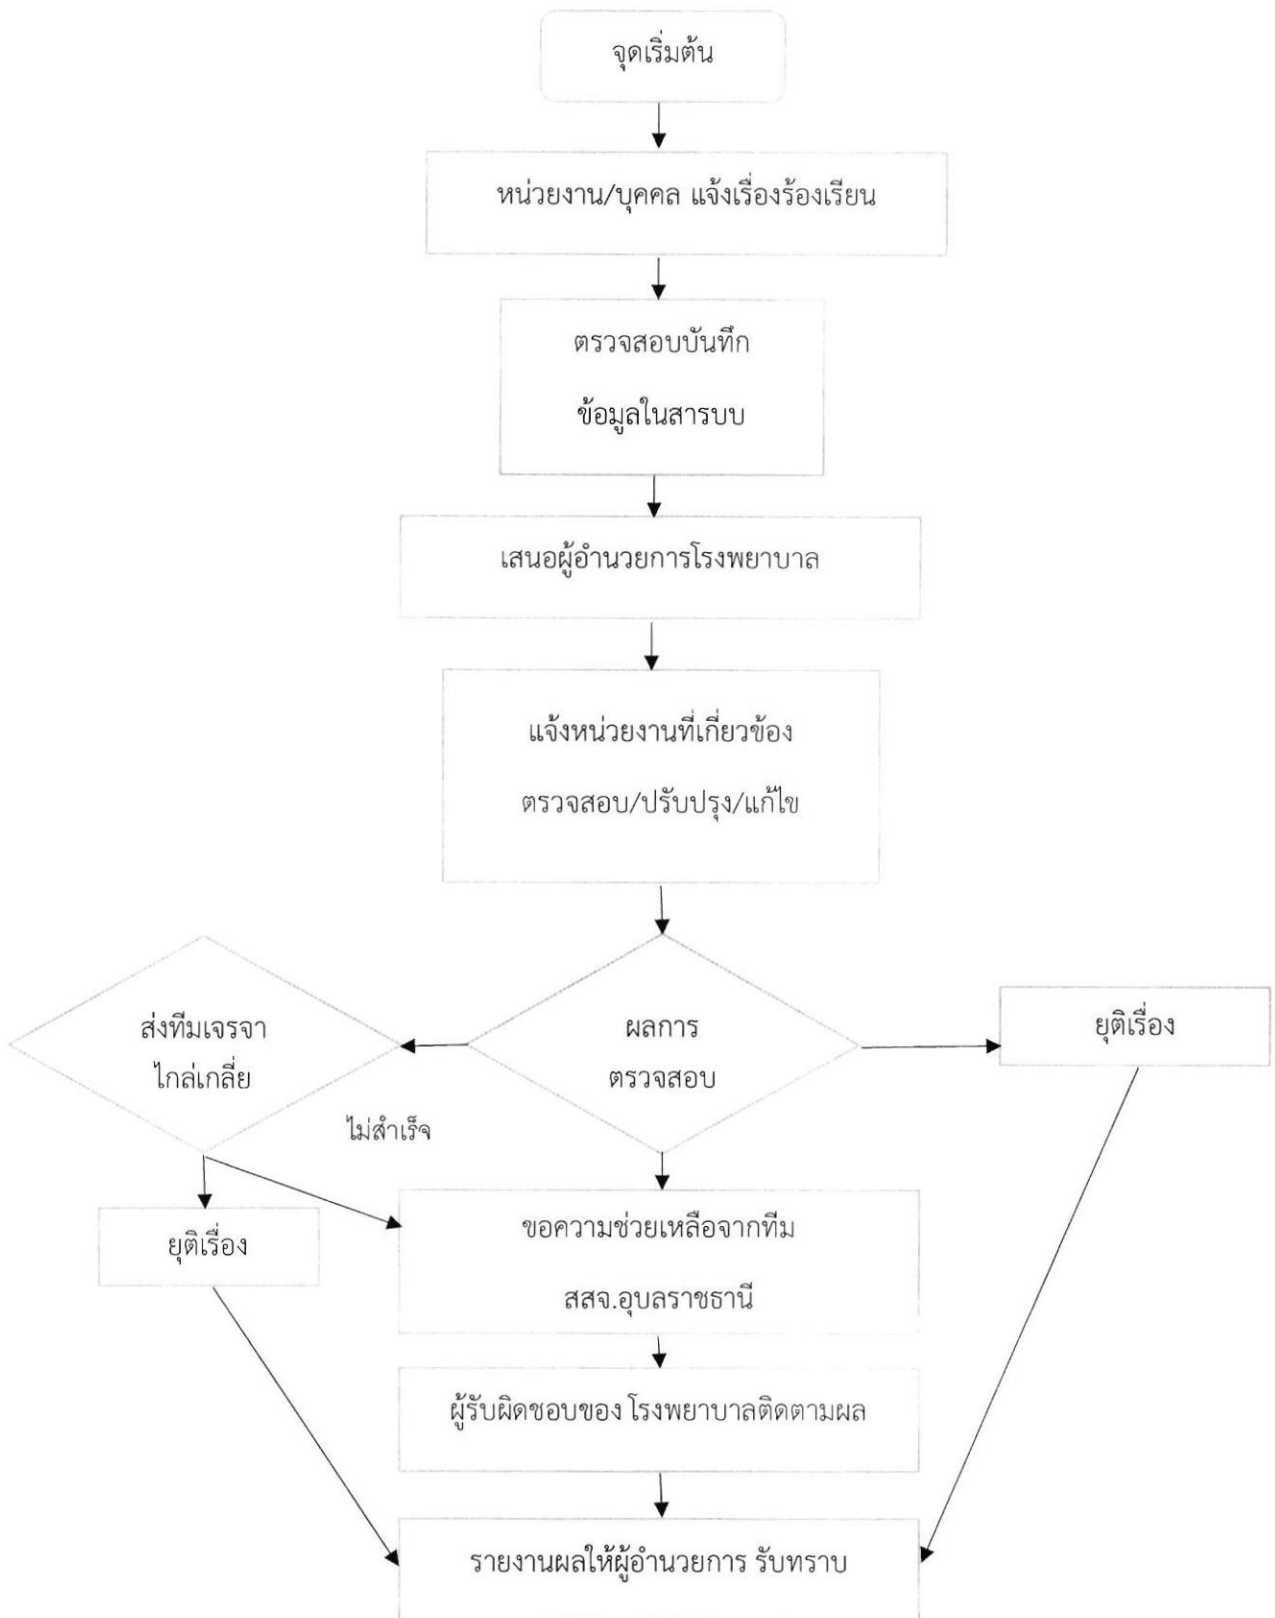 จุดเริ่มต้น
หน่วยงาน/บุคคล แจ้งเรื่องร้องเรียน
ตรวจสอบบันทึก
ข้อมูลในสารบบ
เสนอผู้อำนวยการโรงพยาบาล
แจ้งหน่วยงานที่เกี่ยวข้อง
ตรวจสอบ/ปรับปรุง/แก้ไข
ส่งทีมเจรจา
ไกล่เกลี่ย
ผลการ
ตรวจสอบ
ยุติเรื่อง
ไม่สำเร็จ
ยุติเรื่อง
ขอความช่วยเหลือจากทีม
สสจ.อุบลราชธานี
ผู้รับผิดชอบของ โรงพยาบาลติดตามผล
รายงานผลให้ผู้อำนวยการ รับทราบ